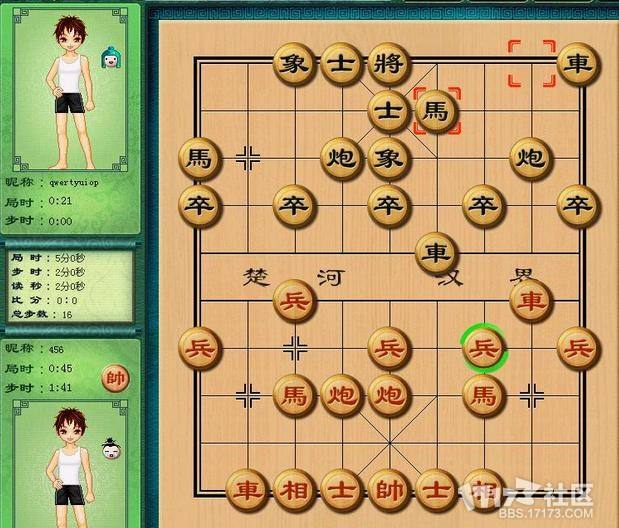 象 士 將 車
士 馬
馬 炮 象 炮
卒 卒 卒 卒 卒
車
楚 河 汉 界
兵 車
兵 兵 兵 兵
馬 炮 炮 馬
車 相 士 帥 士 相
昵称：qwertyuiop
局时：0:21
步时：0:00
局 时：5分0秒
步 时：2分0秒
读 秒：2分0秒
比 分：0:0
总步数：16
昵称：456
局时：0:45
步时：1:41
帥
社区
BBS.17173.COM